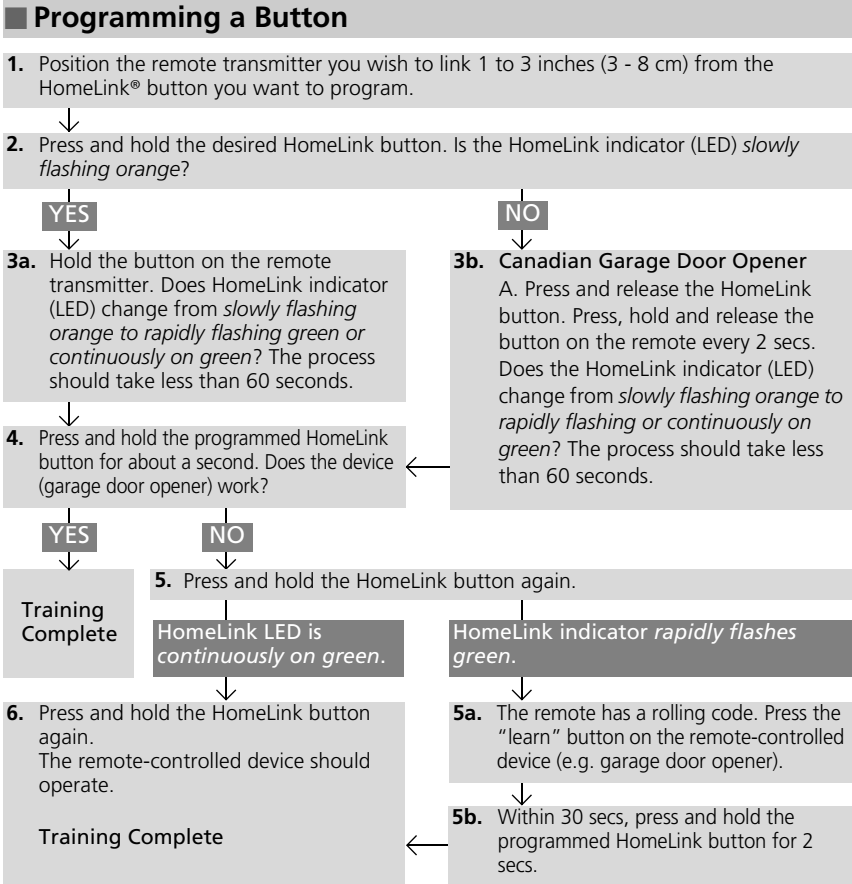 Programming a Button
1. Position the remote transmitter you wish to link 1 to 3 inches (3 - 8 cm) from the
HomeLink® button you want to program.
2. Press and hold the desired HomeLink button. Is the HomeLink indicator (LED) slowly
flashing orange?
YES
NO
3a. Hold the button on the remote
transmitter. Does HomeLink indicator
(LED) change from slowly flashing
orange to rapidly flashing green or
continuously on green? The process
should take less than 60 seconds.
3b. Canadian Garage Door Opener
A. Press and release the HomeLink
button. Press, hold and release the
button on the remote every 2 secs.
Does the HomeLink indicator (LED)
change from slowly flashing orange to
rapidly flashing or continuously on
green? The process should take less
than 60 seconds.
4. Press and hold the programmed HomeLink
button for about a second. Does the device
(garage door opener) work?
YES
NO
Training
Complete
5. Press and hold the HomeLink button again.
HomeLink LED is
continuously on green.
HomeLink indicator rapidly flashes
green.
6. Press and hold the HomeLink button
again.
The remote-controlled device should
operate.
Training Complete
5a. The remote has a rolling code. Press the
“learn” button on the remote-controlled
device (e.g. garage door opener).
5b. Within 30 secs, press and hold the
programmed HomeLink button for 2
secs.